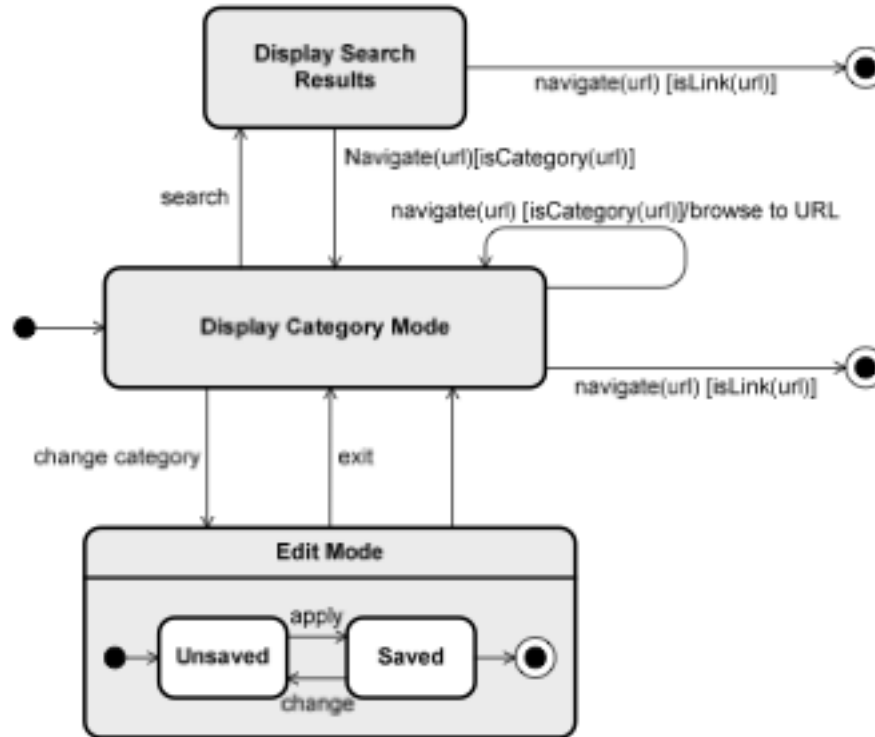 Display Search
Results
navigate(url) [isLink(url)]
Navigate(url)[isCategory(url)]
search
navigate(url) [isCategory(url)]/browse to URL
Display Category Mode
navigate(url) [isLink(url)]
change category
exit
Edit Mode
apply
Unsaved
Saved
change